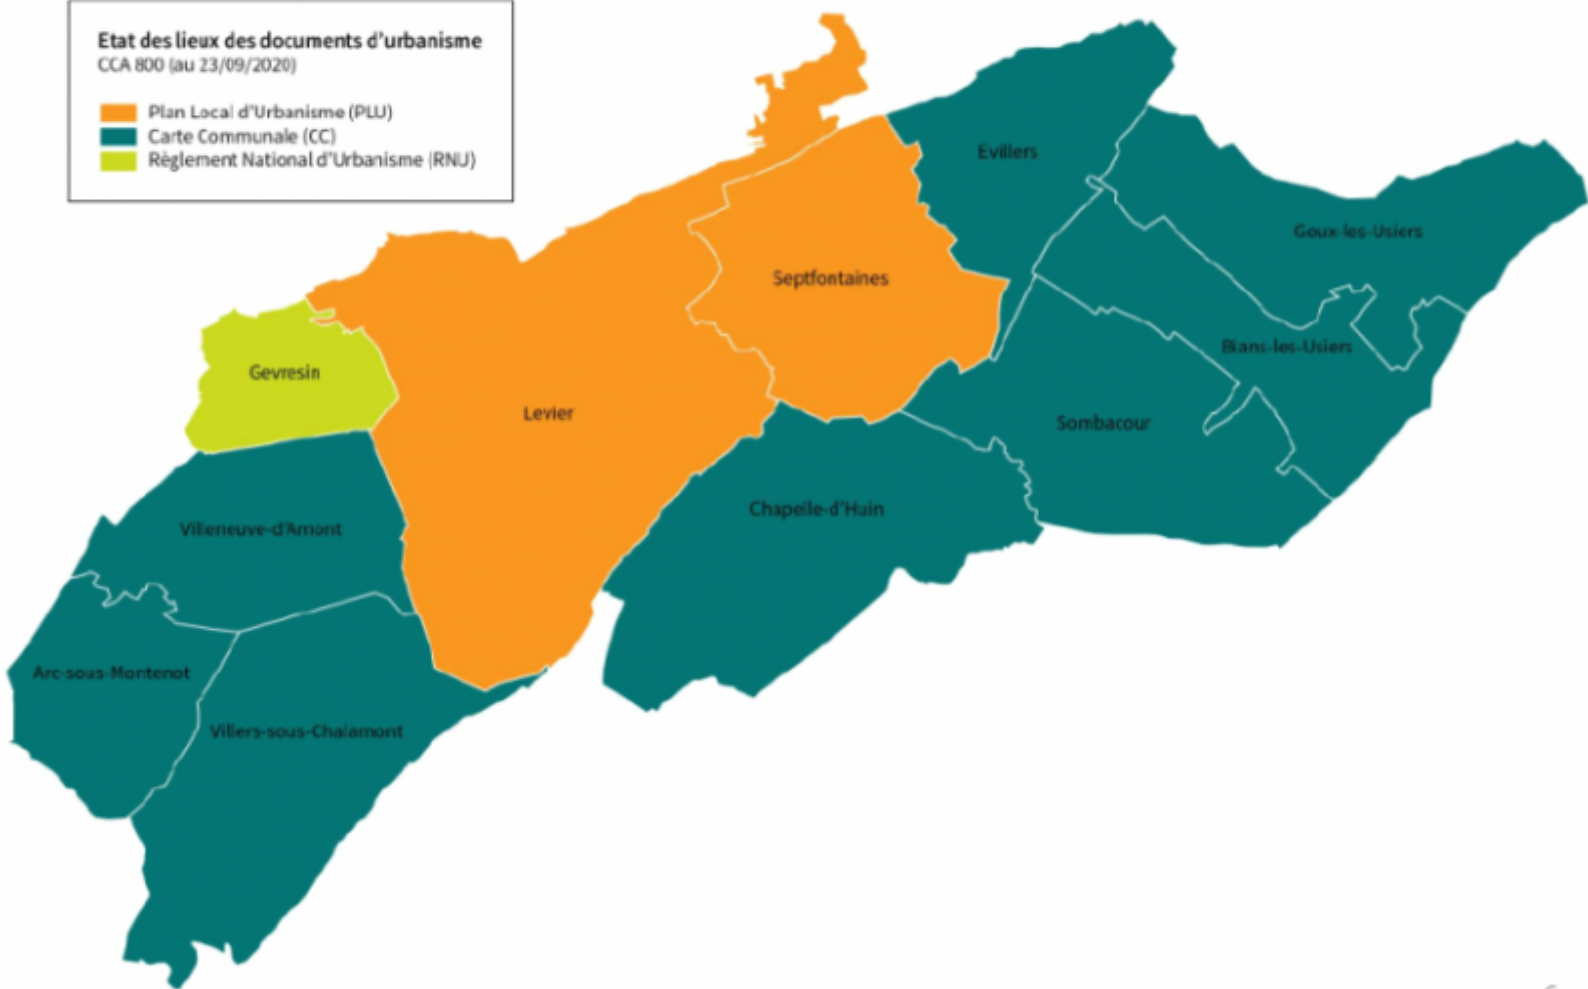 Etat des lieux des documents d'urbanisme
CCA 800 (au 23/09/2020)
Plan Local d'Urbanisme (PLU)
Carte Communale (CC)
Règlement National d'Urbanisme (RNU)
Evillers
Goux-les-Usiers
Septfontaines
Bians-les-Usiers
Gevresin
Levier
Sombacour
Chapelle-d'Huin
Villeneuve-d'Amont
Arc-sous-Montenot
Villers-sous-Chalamont